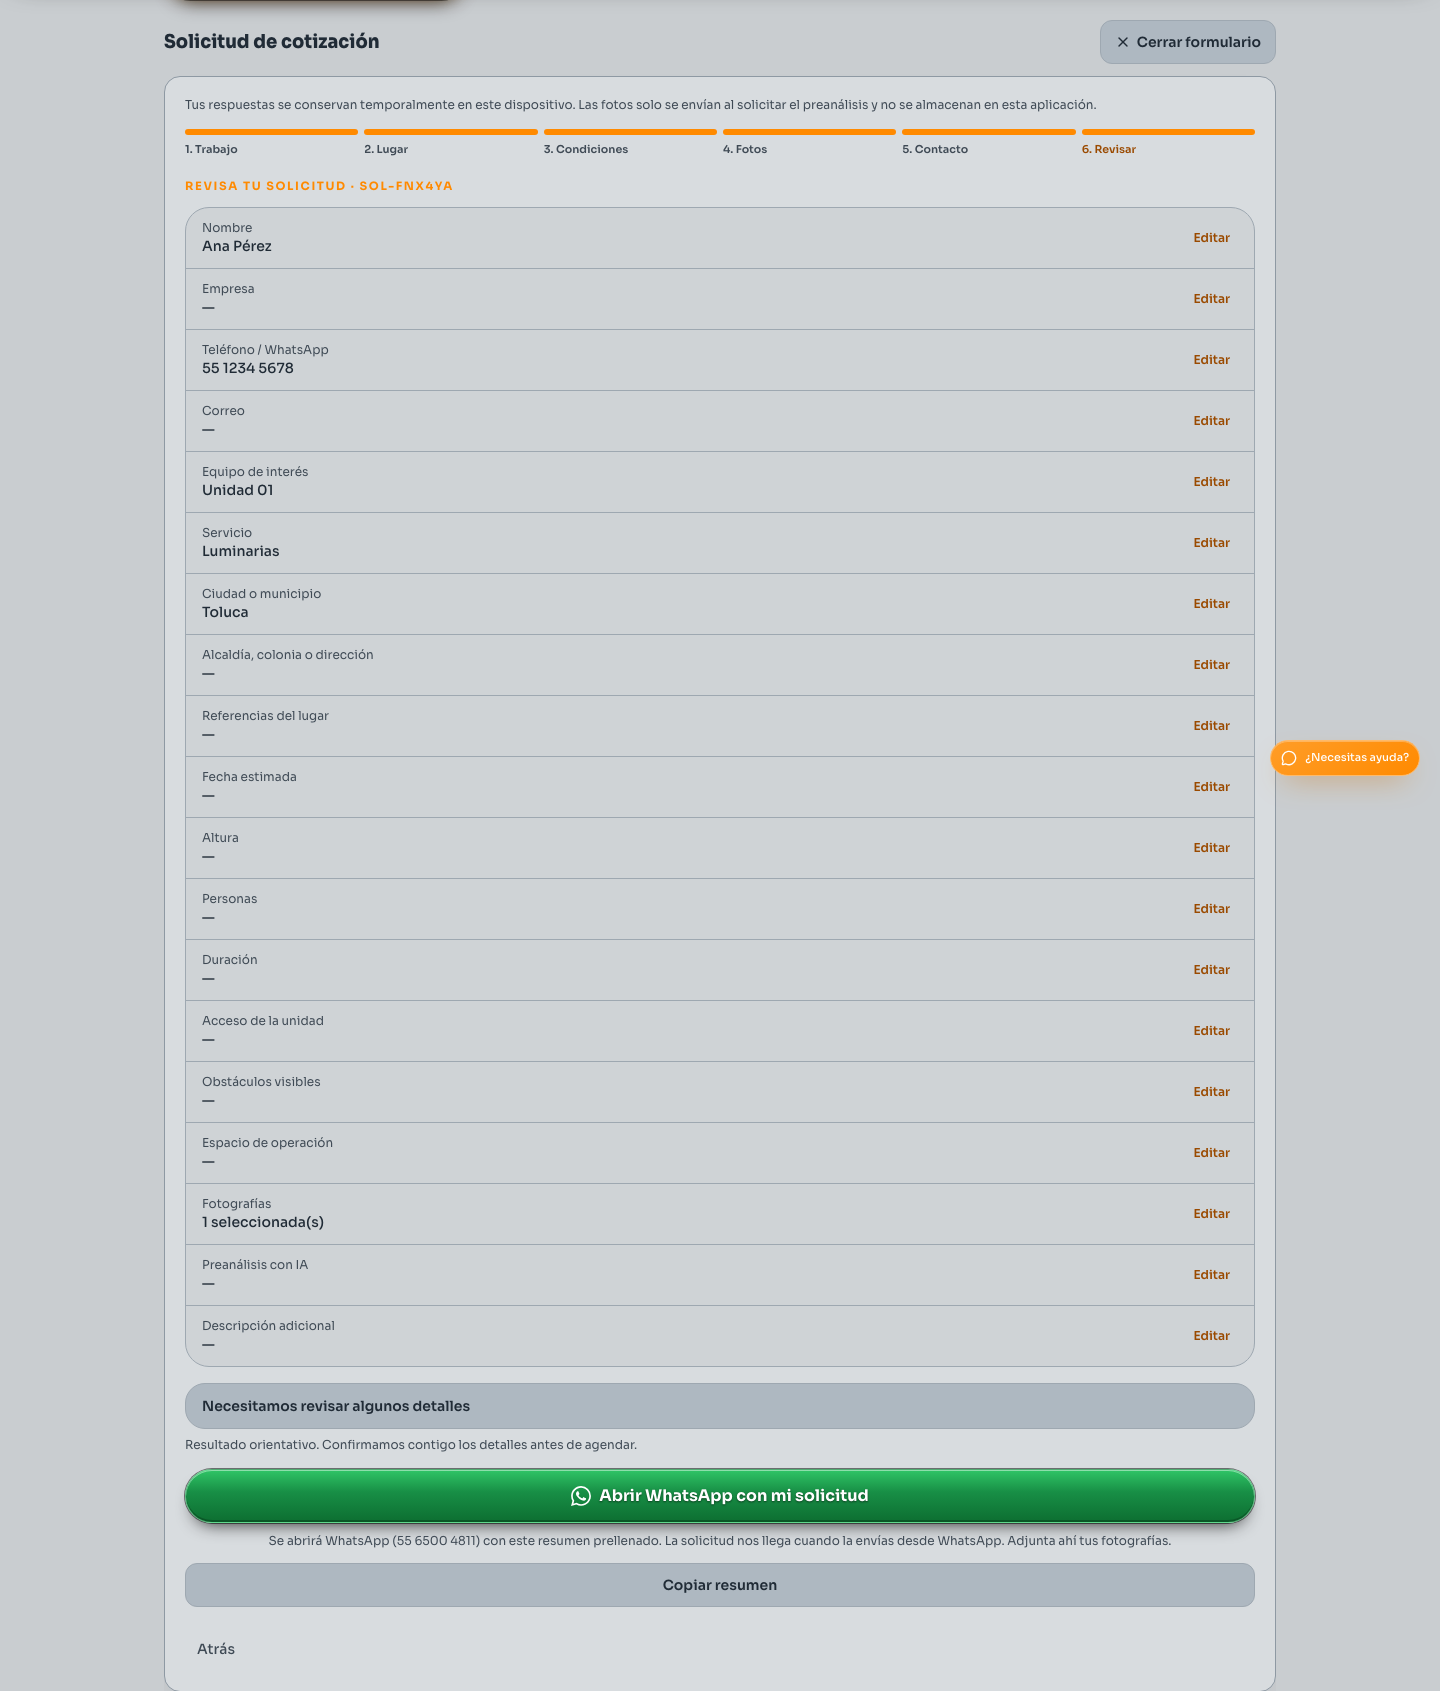 Solicitud de cotización
Cerrar formulario
Tus respuestas se conservan temporalmente en este dispositivo. Las fotos solo se envían al solicitar el preanálisis y no se almacenan en esta aplicación.
1. Trabajo
2. Lugar
3. Condiciones
4. Fotos
5. Contacto
6. Revisar
REVISA TU SOLICITUD · SOL-FNX4YA
Nombre
Ana Pérez
Editar
Empresa
—
Editar
Teléfono / WhatsApp
55 1234 5678
Editar
Correo
—
Editar
Equipo de interés
Unidad 01
Editar
Servicio
Luminarias
Editar
Ciudad o municipio
Toluca
Editar
Alcaldía, colonia o dirección
—
Editar
Referencias del lugar
—
Editar
Fecha estimada
—
Editar
¿Necesitas ayuda?
Altura
—
Editar
Personas
—
Editar
Duración
—
Editar
Acceso de la unidad
—
Editar
Obstáculos visibles
—
Editar
Espacio de operación
—
Editar
Fotografías
1 seleccionada(s)
Editar
Preanálisis con IA
—
Editar
Descripción adicional
—
Editar
Necesitamos revisar algunos detalles
Resultado orientativo. Confirmamos contigo los detalles antes de agendar.
Abrir WhatsApp con mi solicitud
Se abrirá WhatsApp (55 6500 4811) con este resumen prellenado. La solicitud nos llega cuando la envías desde WhatsApp. Adjunta ahí tus fotografías.
Copiar resumen
Atrás